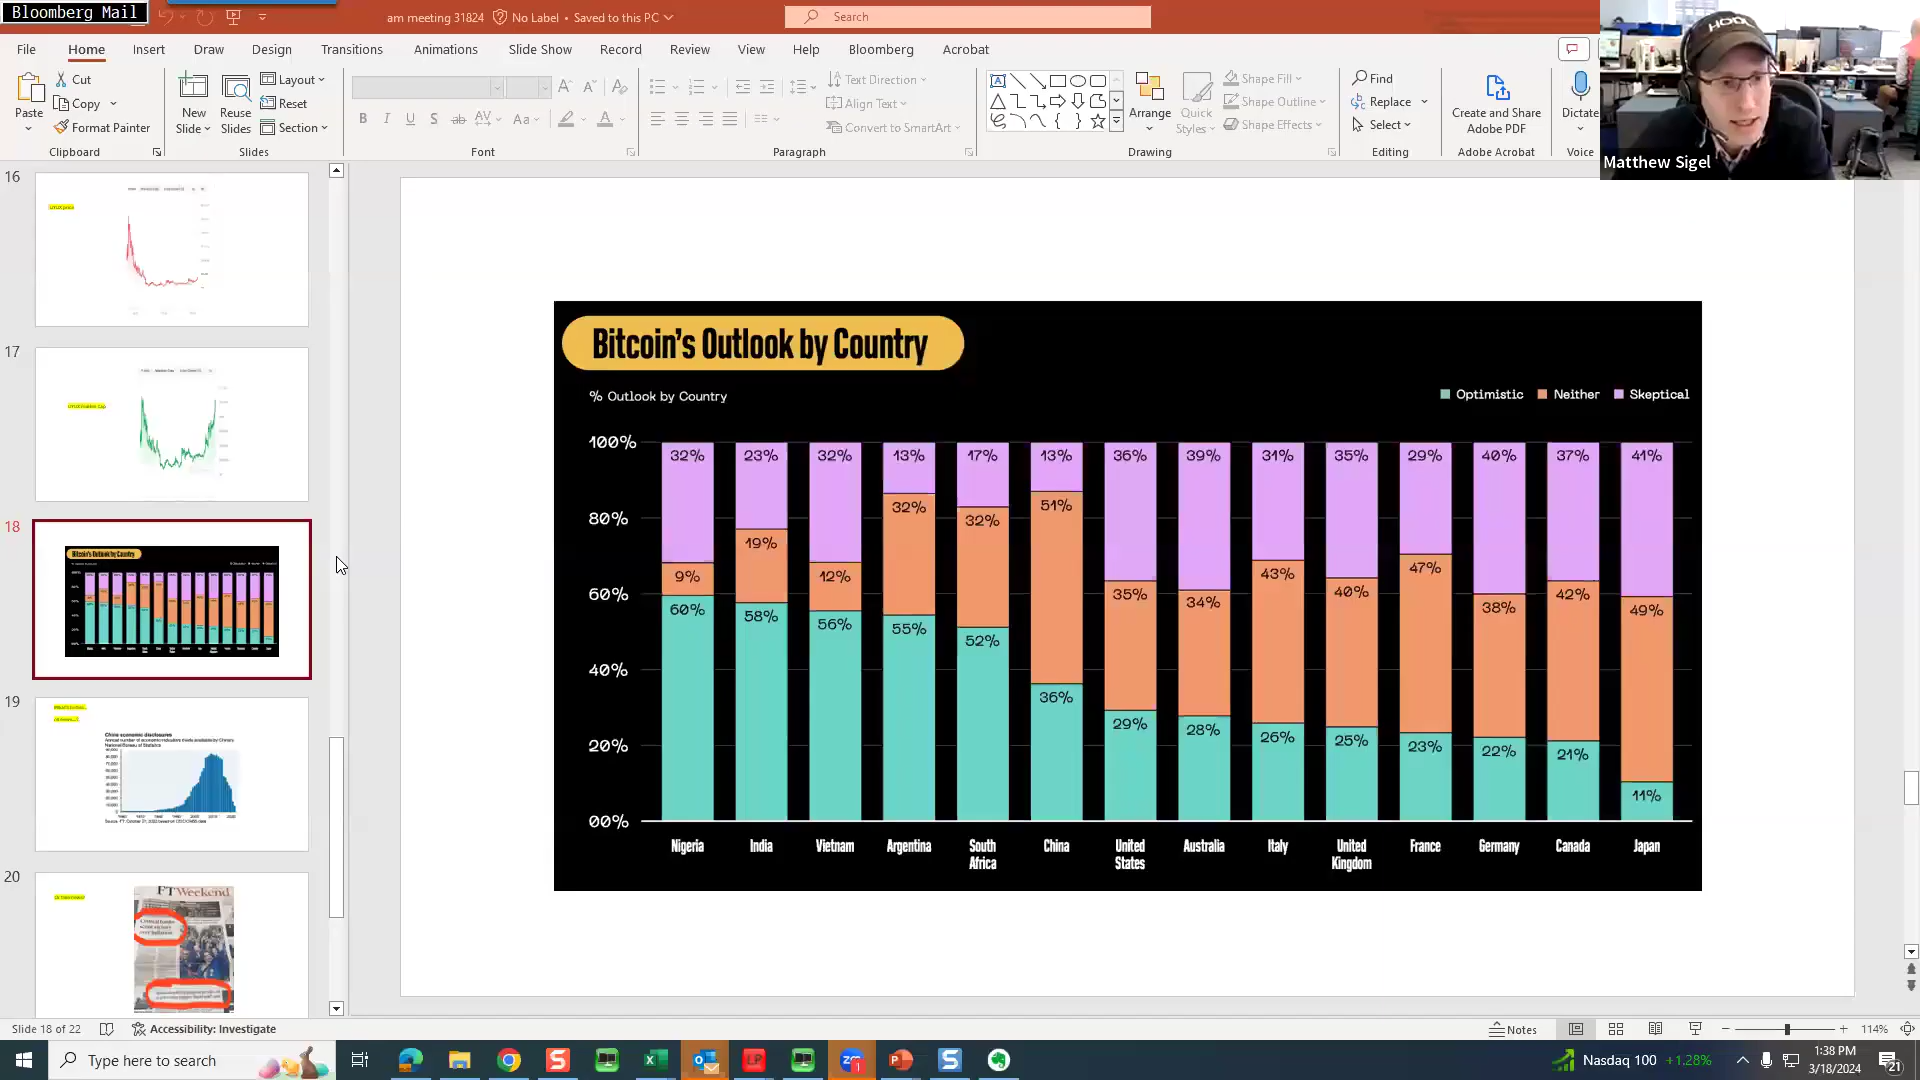 Bloomberg Mail
am meeting 31824
No Label
• Saved to this PC
Search
File
Home
Insert
Draw
Design
Transitions
Animations
Slide Show
Record
Review
View
Help
Bloomberg
Acrobat
Paste
Cut
Copy
Format Painter
Clipboard
New Slide
Reuse Slides
Layout
Reset
Section
Slides
Font
Text Direction
Align Text
Convert to SmartArt
Paragraph
Arrange
Quick Styles
Shape Fill
Shape Outline
Shape Effects
Drawing
Find
Replace
Select
Editing
Create and Share Adobe PDF
Adobe Acrobat
Dictate
Voice
Matthew Sigel
16
17
18
Bitcoin's Outlook by Country
19
China economic disclosures
20
FTWeekend
Bitcoin's Outlook by Country
% Outlook by Country
Optimistic
Neither
Skeptical
100%
80%
60%
40%
20%
00%
32% 23% 32% 13% 17% 13% 36% 39% 31% 35% 29% 40% 37% 41%
9% 19% 12% 32% 32% 51% 35% 34% 43% 40% 47% 38% 42% 49%
60% 58% 56% 55% 52% 36% 29% 28% 26% 25% 23% 22% 21% 11%
Nigeria India Vietnam Argentina South Africa China United States Australia Italy United Kingdom France Germany Canada Japan
Slide 18 of 22
Accessibility: Investigate
Notes
114%
Type here to search
Nasdaq 100 +1.28%
1:38 PM
3/18/2024
21